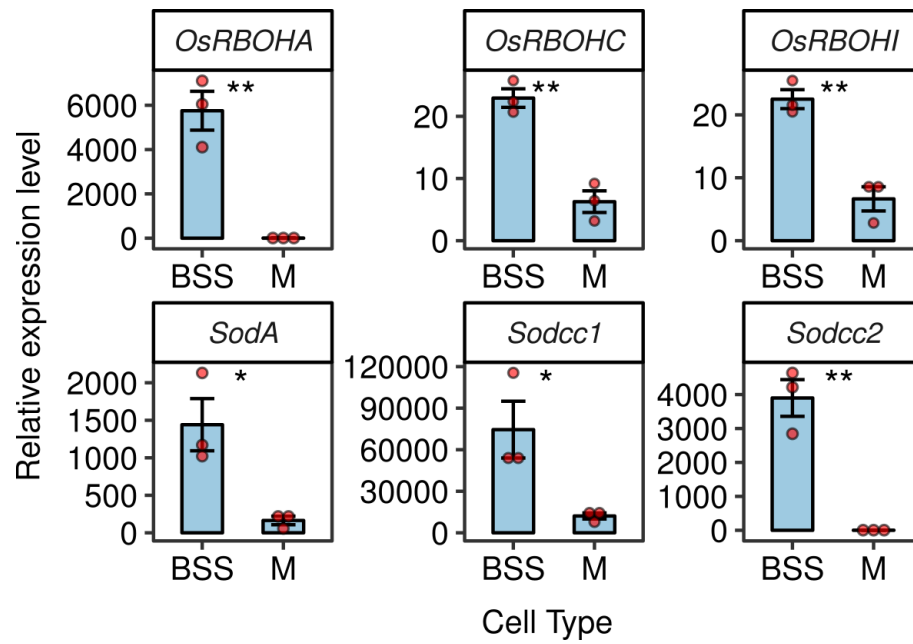 OsRBOHA
OsRBOHC
OsRBOHI
Relative expression level
6000
4000
2000
0
**
BSS M
20
10
0
**
BSS M
20
10
0
**
BSS M
SodA
Sodcc1
Sodcc2
2000
1500
1000
500
0
*
BSS M
120000
90000
60000
30000
0
*
BSS M
4000
3000
2000
1000
0
**
BSS M
Cell Type